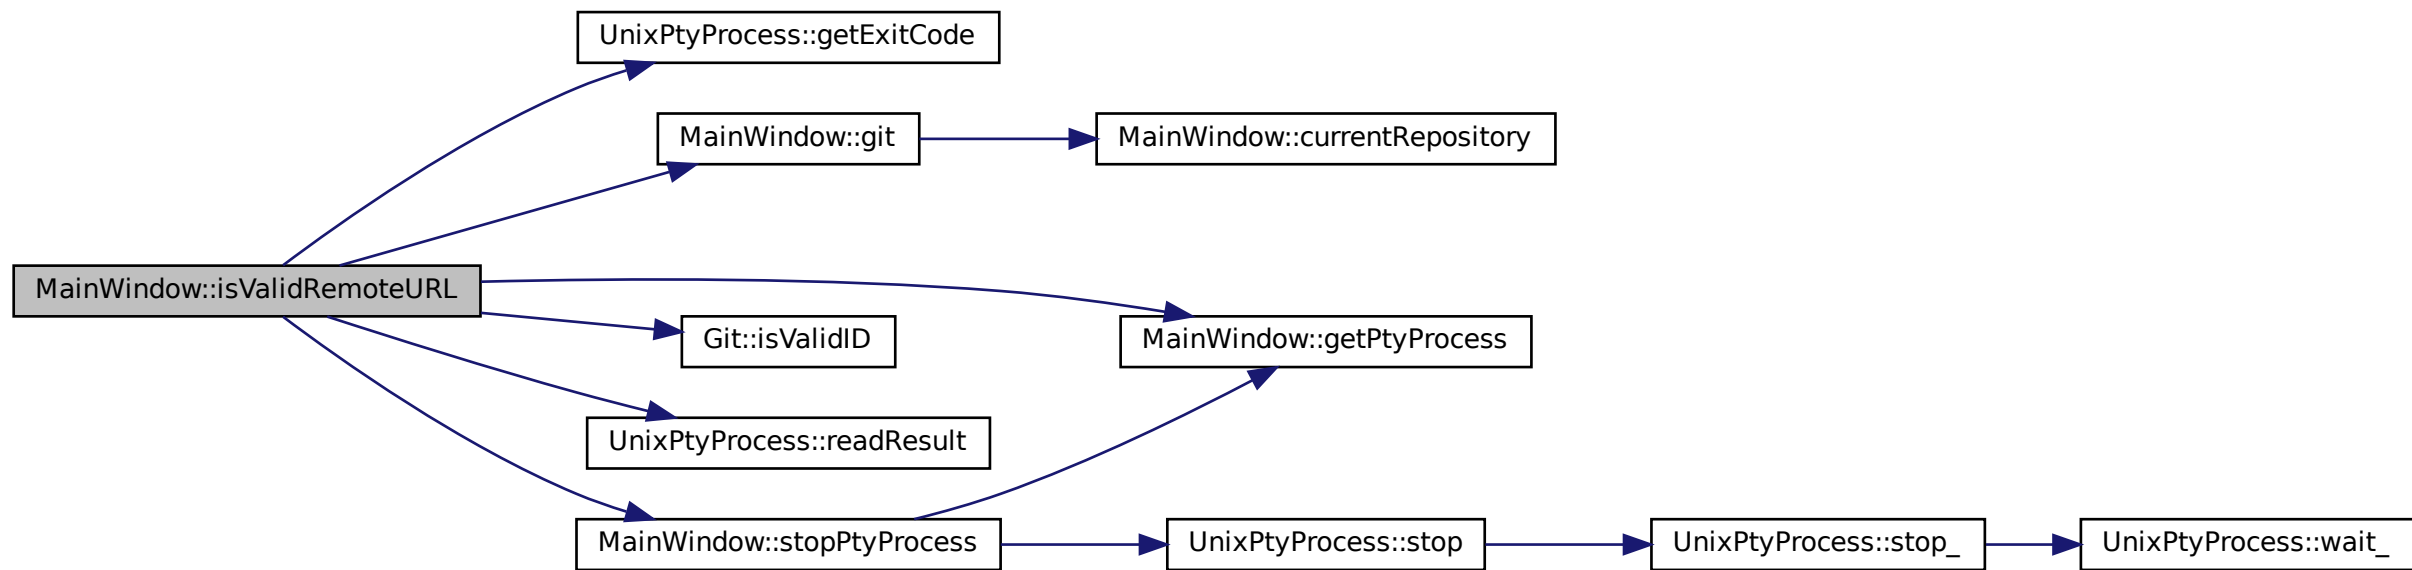 UnixPtyProcess::getExitCode
MainWindow::git
MainWindow::currentRepository
MainWindow::isValidRemoteURL
Git::isValidID
MainWindow::getPtyProcess
UnixPtyProcess::readResult
MainWindow::stopPtyProcess
UnixPtyProcess::stop
UnixPtyProcess::stop_
UnixPtyProcess::wait_